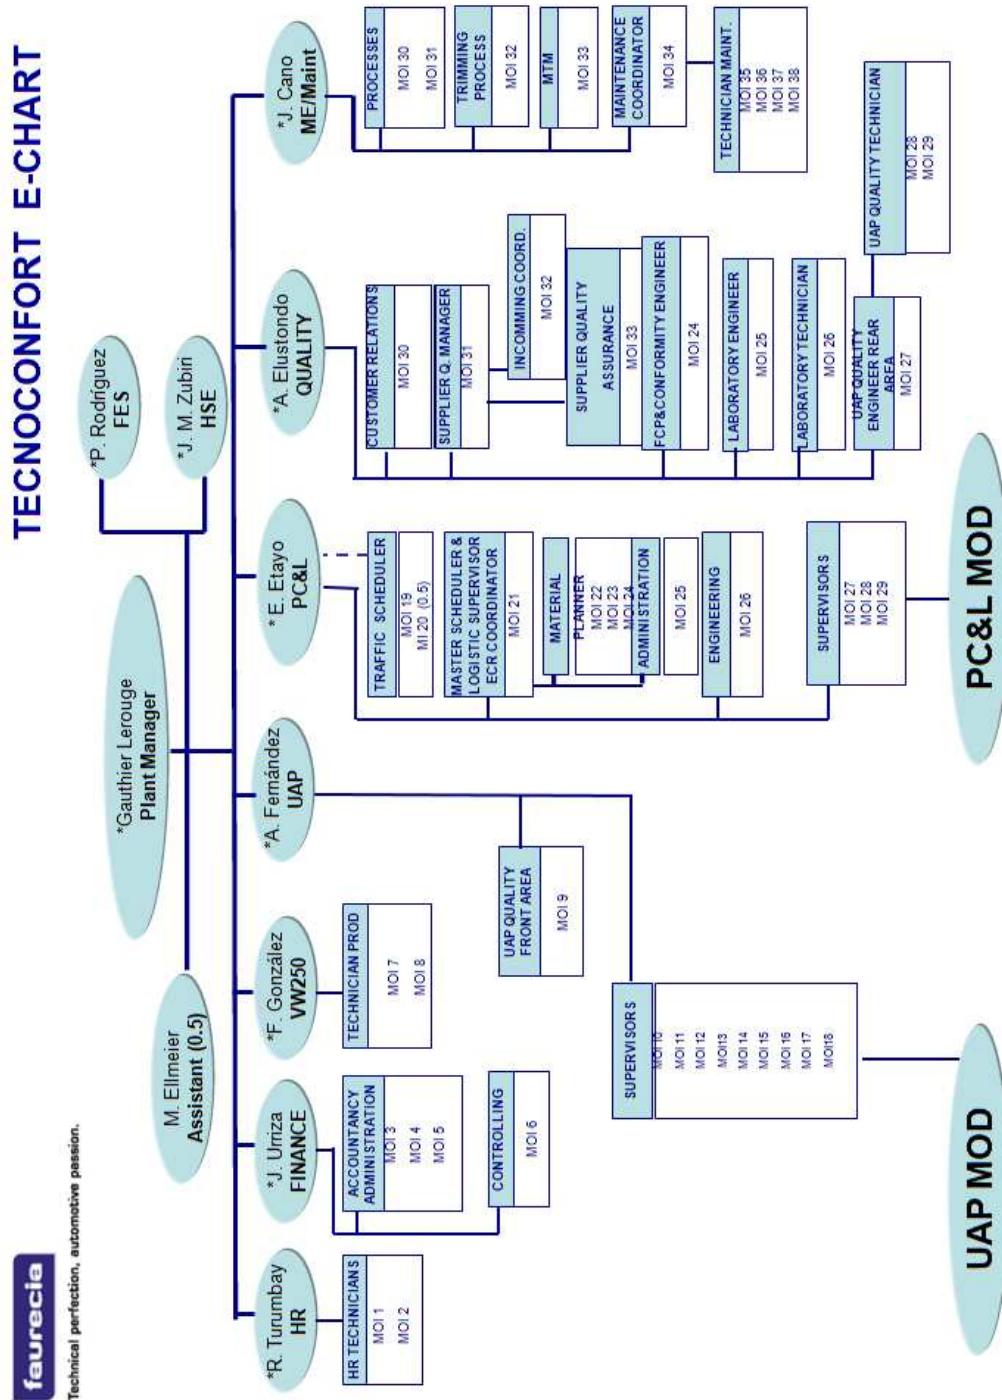 faurecia
Technical perfection, automotive passion.
TECNOCONFORT E-CHART
*Gauthier Lerouge
Plant Manager
M. Ellmeier
Assistant (0.5)
*P. Rodríguez
FES
*J. M. Zubiri
HSE
*R. Turumbay
HR
HR TECHNICIANS
MOI 1
MOI 2
*J. Urriza
FINANCE
ACCOUNTANCY
ADMINISTRATION
MOI 3
MOI 4
MOI 5
CONTROLLING
MOI 6
*F. González
VW250
TECHNICIAN PROD
MOI 7
MOI 8
*A. Fernández
UAP
UAP QUALITY
FRONT AREA
MOI 9
SUPERVISORS
MOI 10
MOI 11
MOI 12
MOI13
MOI 14
MOI 15
MOI 16
MOI 17
MOI18
UAP MOD
* E. Etayo
PC&L
TRAFFIC SCHEDULER
MOI 19
MI 20 (0.5)
MASTER SCHEDULER &
LOGISTIC SUPERVISOR
ECR COORDINATOR
MOI 21
MATERIAL
PLANNER
MOI 22
MOI 23
MOI 24
ADMINISTRATION
MOI 25
ENGINEERING
MOI 26
SUPERVISORS
MOI 27
MOI 28
MOI 29
PC&L MOD
*A. Elustondo
QUALITY
CUSTOMER RELATIONS
MOI 30
SUPPLIER Q. MANAGER
MOI 31
INCOMMING COORD.
MOI 32
SUPPLIER QUALITY
ASSURANCE
MOI 33
FCP&CONFORMITY ENGINEER
MOI 24
LABORATORY ENGINEER
MOI 25
LABORATORY TECHNICIAN
MOI 26
UAP QUALITY
ENGINEER REAR
AREA
MOI 27
UAP QUALITY TECHNICIAN
MOI 28
MOI 29
*J. Cano
ME/Maint
PROCESSES
MOI 30
MOI 31
TRIMMING
PROCESS
MOI 32
MTM
MOI 33
MAINTENANCE
COORDINATOR
MOI 34
TECHNICIAN MAINT.
MOI 35
MOI 36
MOI 37
MOI 38